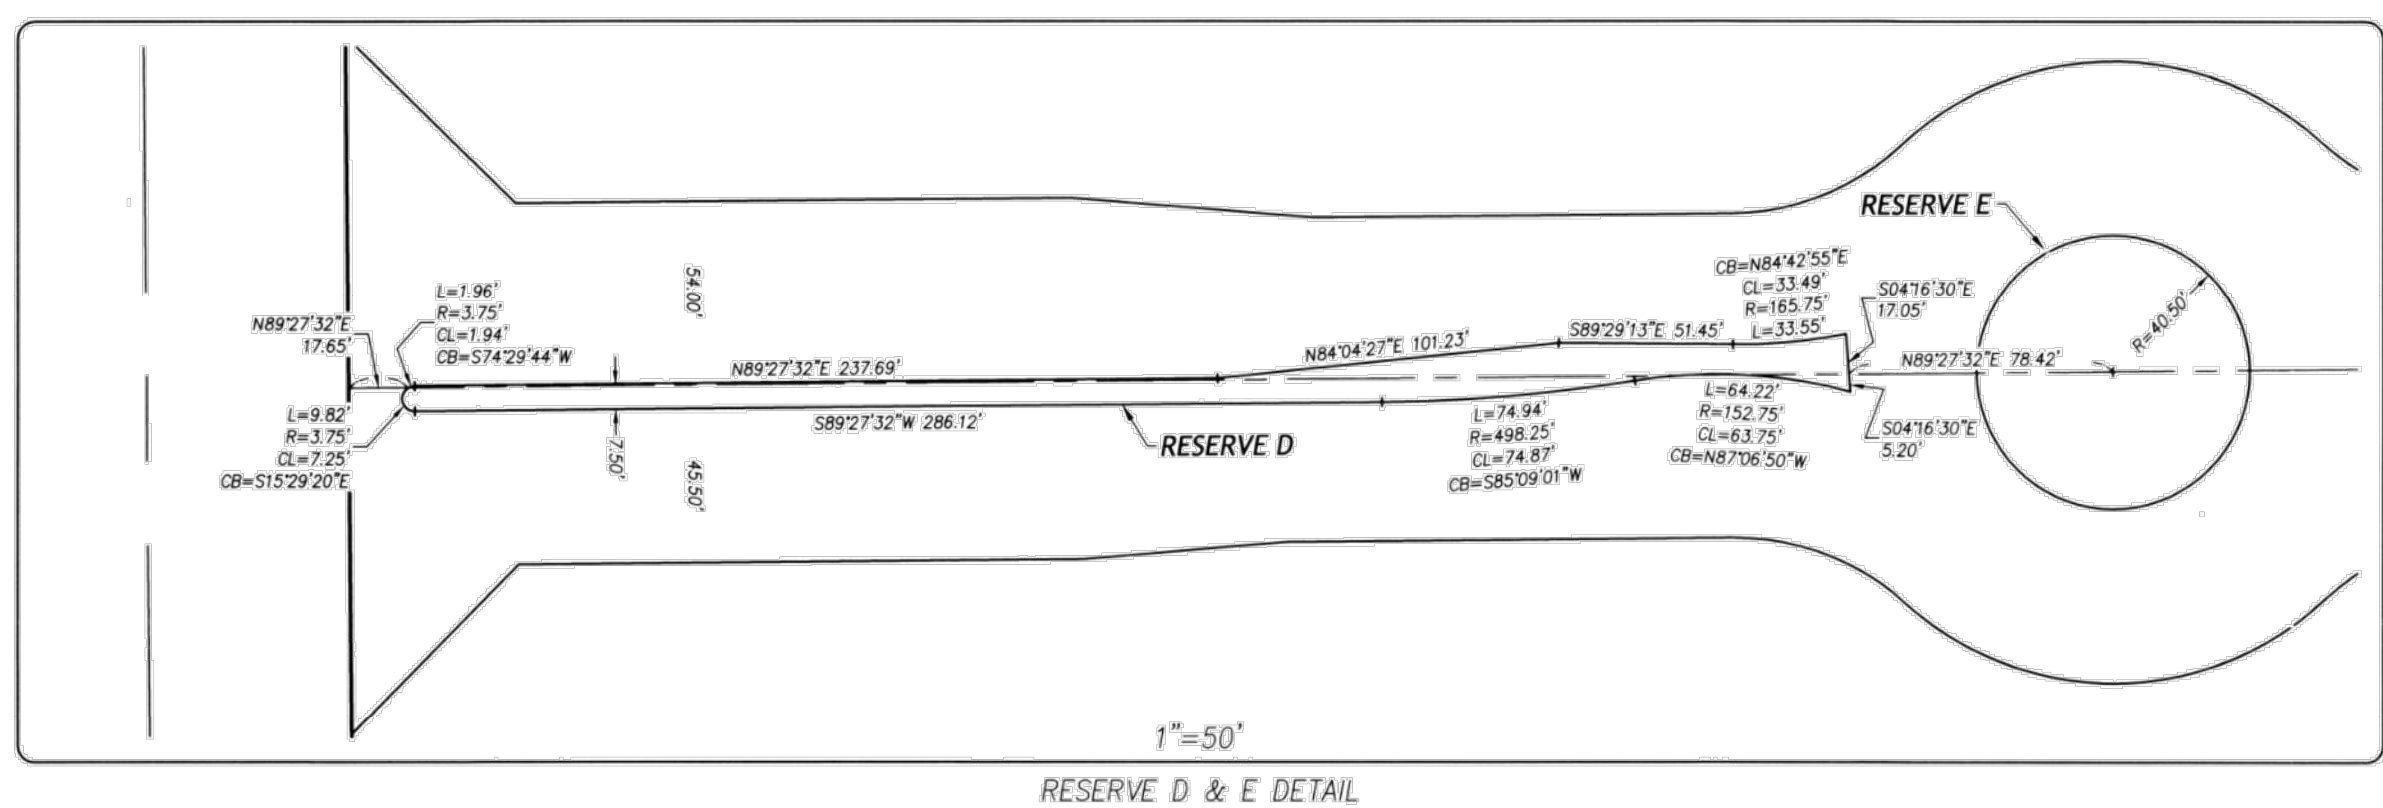 RESERVE E
CB=N84°42'55"E
CL=33.49'
R=165.75'
L=33.55'
S04°16'30"E
17.05'
R=40.50'
54.00'
L=1.96'
R=3.75'
CL=1.94'
CB=S74°29'44"W
N89°27'32"E
17.65'
N89°27'32"E 237.69'
N84°04'27"E 101.23'
S89°29'13"E 51.45'
N89°27'32"E 78.42'
L=9.82'
R=3.75'
CL=7.25'
CB=S15°29'20"E
S89°27'32"W 286.12'
7.50'
45.50'
RESERVE D
L=74.94'
R=498.25'
CL=74.87'
CB=S85°09'01"W
L=64.22'
R=152.75'
CL=63.75'
CB=N87°06'50"W
S04°16'30"E
5.20'
1"=50'
RESERVE D & E DETAIL